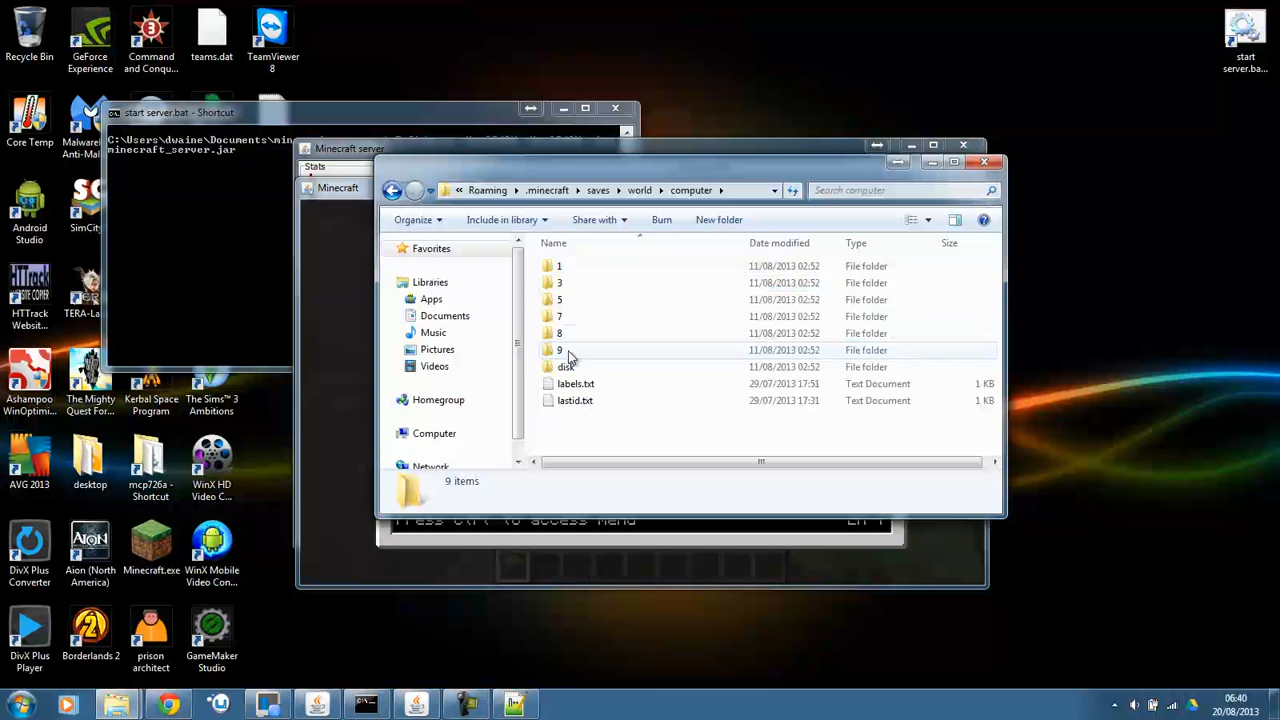 Recycle Bin
GeForce Experience
Command and Conqu...
teams.dat
TeamViewer 8
start server.ba...
Core Temp
Malware
Anti-Mal
start server.bat - Shortcut
C:\Users\dwaine\Documents\min
minecraft_server.jar
Minecraft server
Stats
Minecraft
« Roaming
.minecraft
saves
world
computer
Search computer
Organize
Include in library
Share with
Burn
New folder
Name
Date modified
Type
Size
Favorites
Libraries
Apps
Documents
Music
Pictures
Videos
Homegroup
Computer
Network
1 11/08/2013 02:52 File folder
3 11/08/2013 02:52 File folder
5 11/08/2013 02:52 File folder
7 11/08/2013 02:52 File folder
8 11/08/2013 02:52 File folder
9 11/08/2013 02:52 File folder
disk 11/08/2013 02:52 File folder
labels.txt 29/07/2013 17:51 Text Document 1 KB
lastid.txt 29/07/2013 17:31 Text Document 1 KB
9 items
Press Ctrl to access menu
Android Studio
SimCity
HTTrack Website...
TERA-La
Ashampoo WinOptimi...
The Mighty Quest For...
Kerbal Space Program
The Sims™ 3 Ambitions
AVG 2013
desktop
mcp726a - Shortcut
WinX HD Video C...
DivX Plus Converter
Aion (North America)
Minecraft.exe
WinX Mobile Video Con...
DivX Plus Player
Borderlands 2
prison architect
GameMaker Studio
06:40
20/08/2013